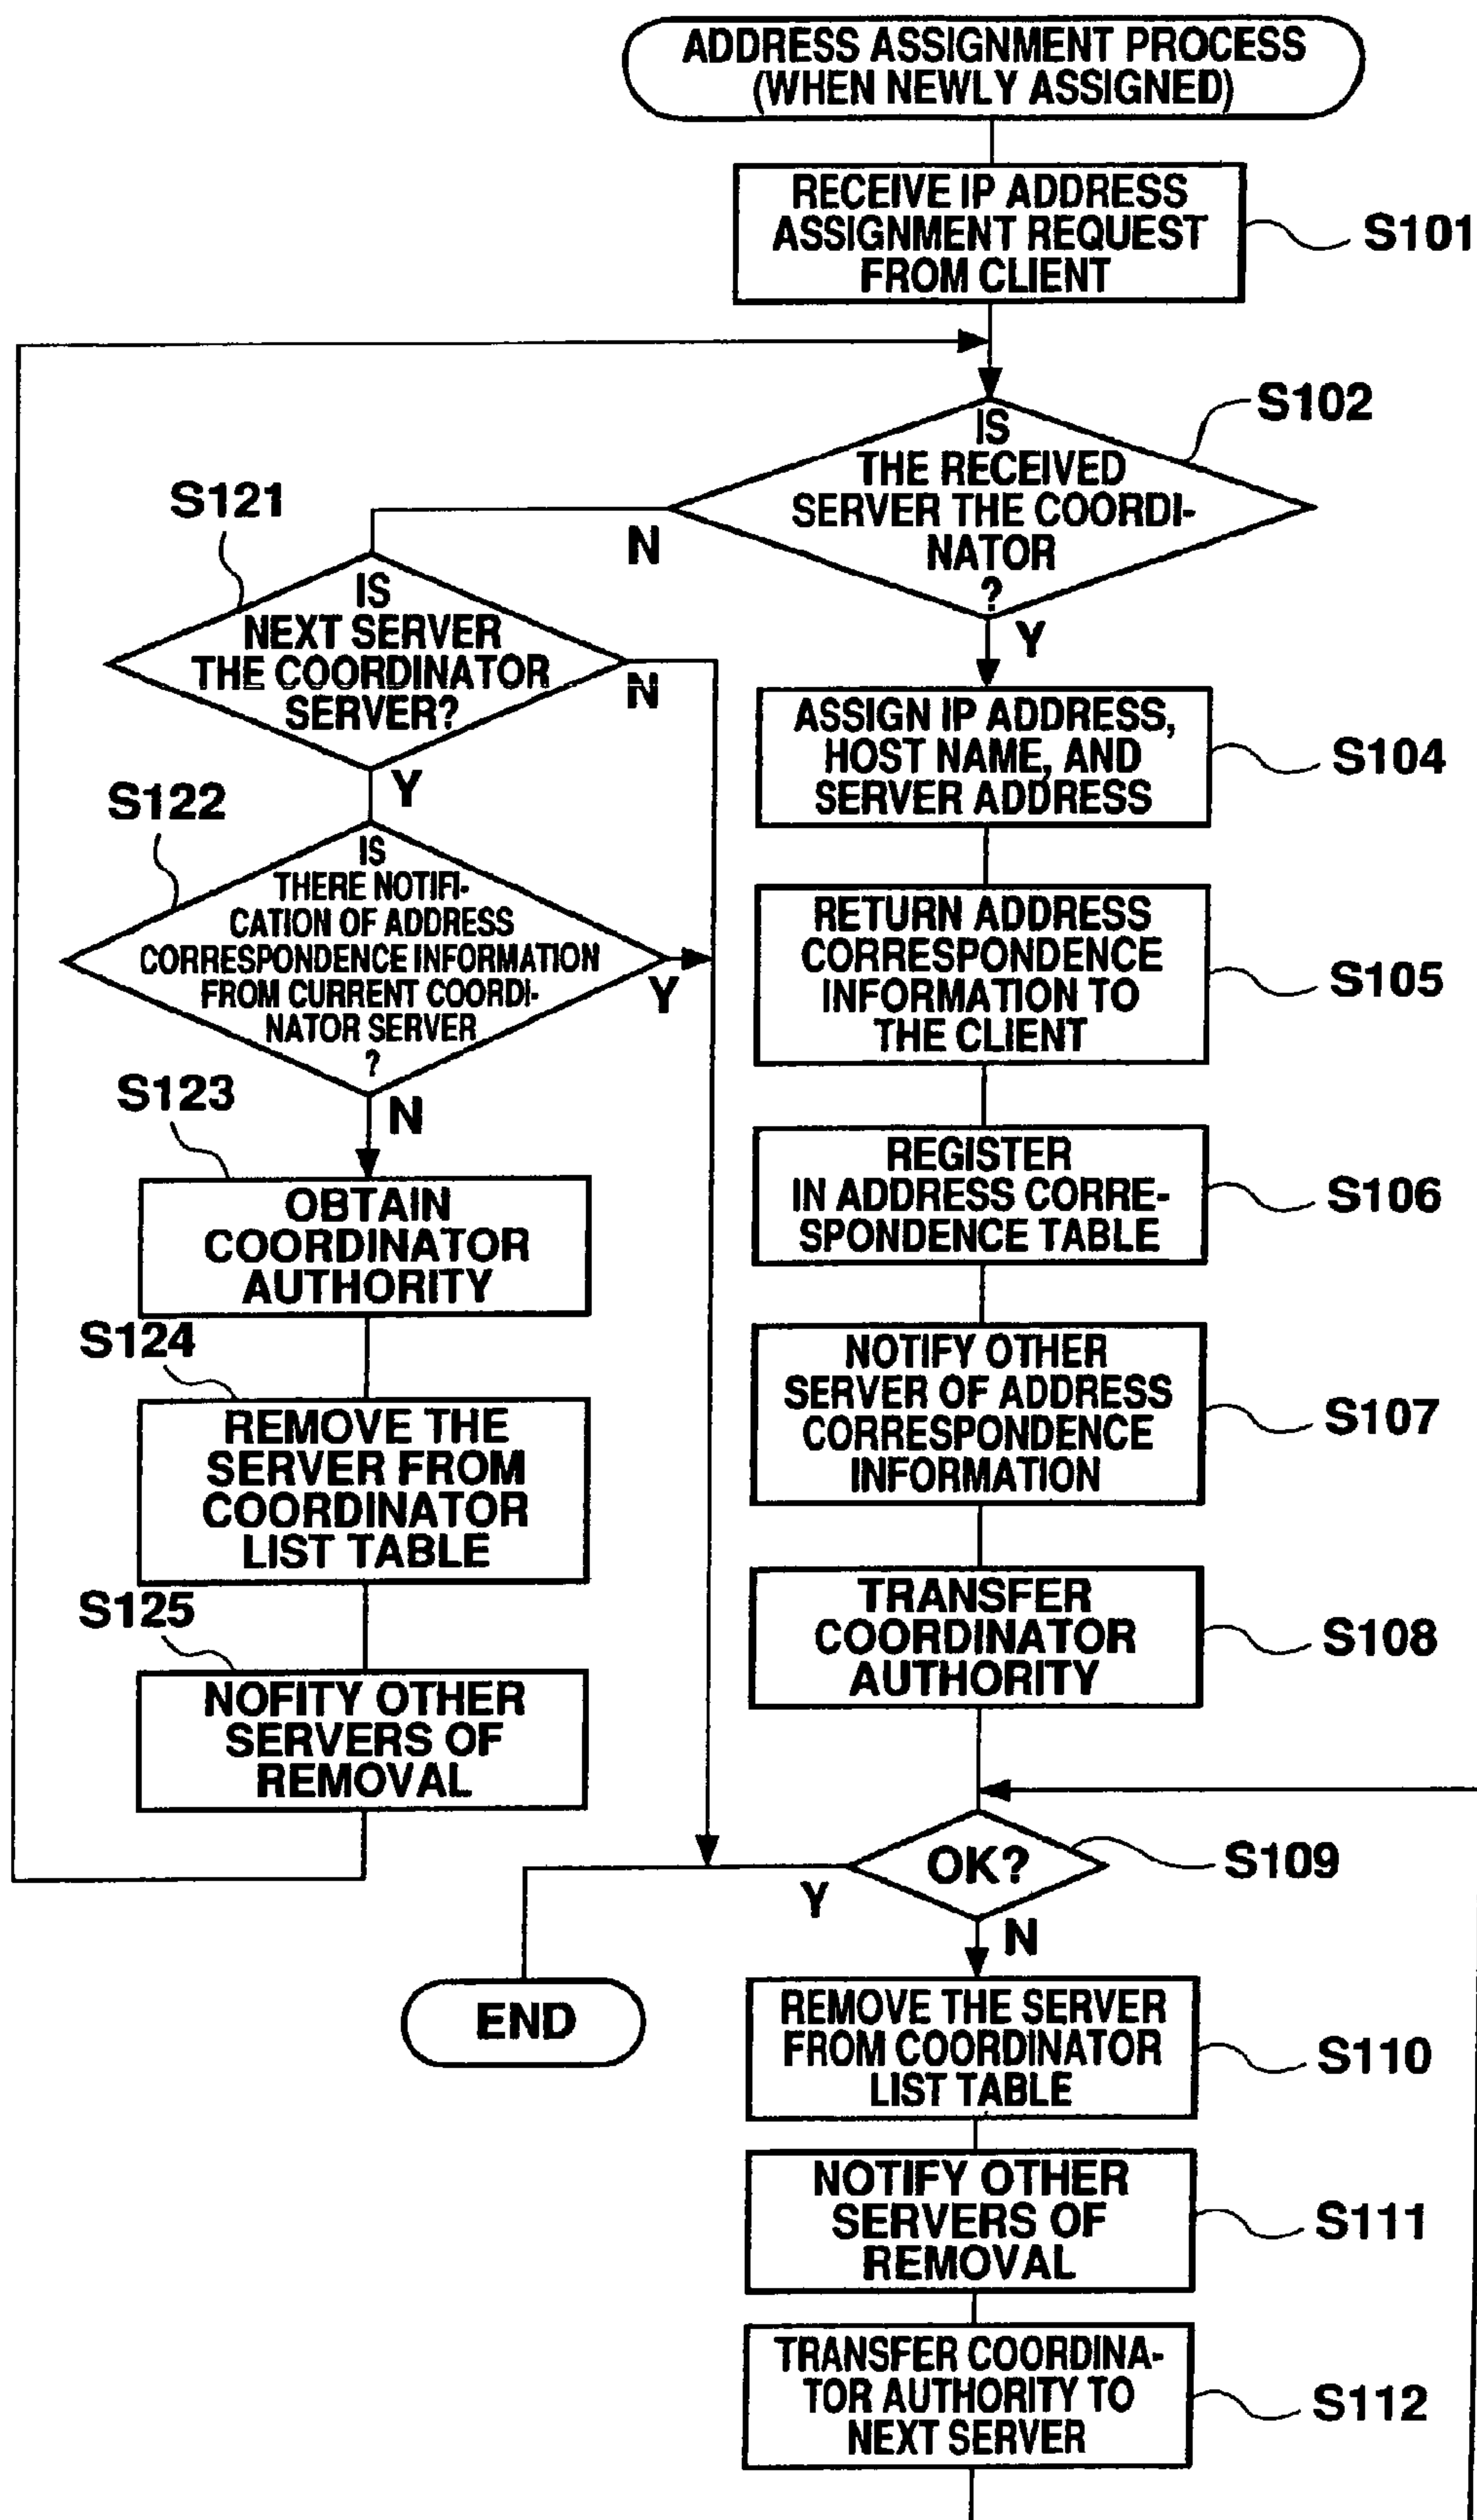 ADDRESS ASSIGNMENT PROCESS
(WHEN NEWLY ASSIGNED)
RECEIVE IP ADDRESS
ASSIGNMENT REQUEST
FROM CLIENT
S101
IS
THE RECEIVED
SERVER THE COORDI-
NATOR
?
S102
N
Y
S121
IS
NEXT SERVER
THE COORDINATOR
SERVER?
N
Y
S122
IS
THERE NOTIFI-
CATION OF ADDRESS
CORRESPONDENCE INFORMATION
FROM CURRENT COORDI-
NATOR SERVER
?
Y
N
S123
OBTAIN
COORDINATOR
AUTHORITY
S124
REMOVE THE
SERVER FROM
COORDINATOR
LIST TABLE
S125
NOFITY OTHER
SERVERS OF
REMOVAL
ASSIGN IP ADDRESS,
HOST NAME, AND
SERVER ADDRESS
S104
RETURN ADDRESS
CORRESPONDENCE
INFORMATION TO
THE CLIENT
S105
REGISTER
IN ADDRESS CORRE-
SPONDENCE TABLE
S106
NOTIFY OTHER
SERVER OF ADDRESS
CORRESPONDENCE
INFORMATION
S107
TRANSFER
COORDINATOR
AUTHORITY
S108
OK?
S109
Y
N
END
REMOVE THE SERVER
FROM COORDINATOR
LIST TABLE
S110
NOTIFY OTHER
SERVERS OF
REMOVAL
S111
TRANSFER COORDINA-
TOR AUTHORITY TO
NEXT SERVER
S112